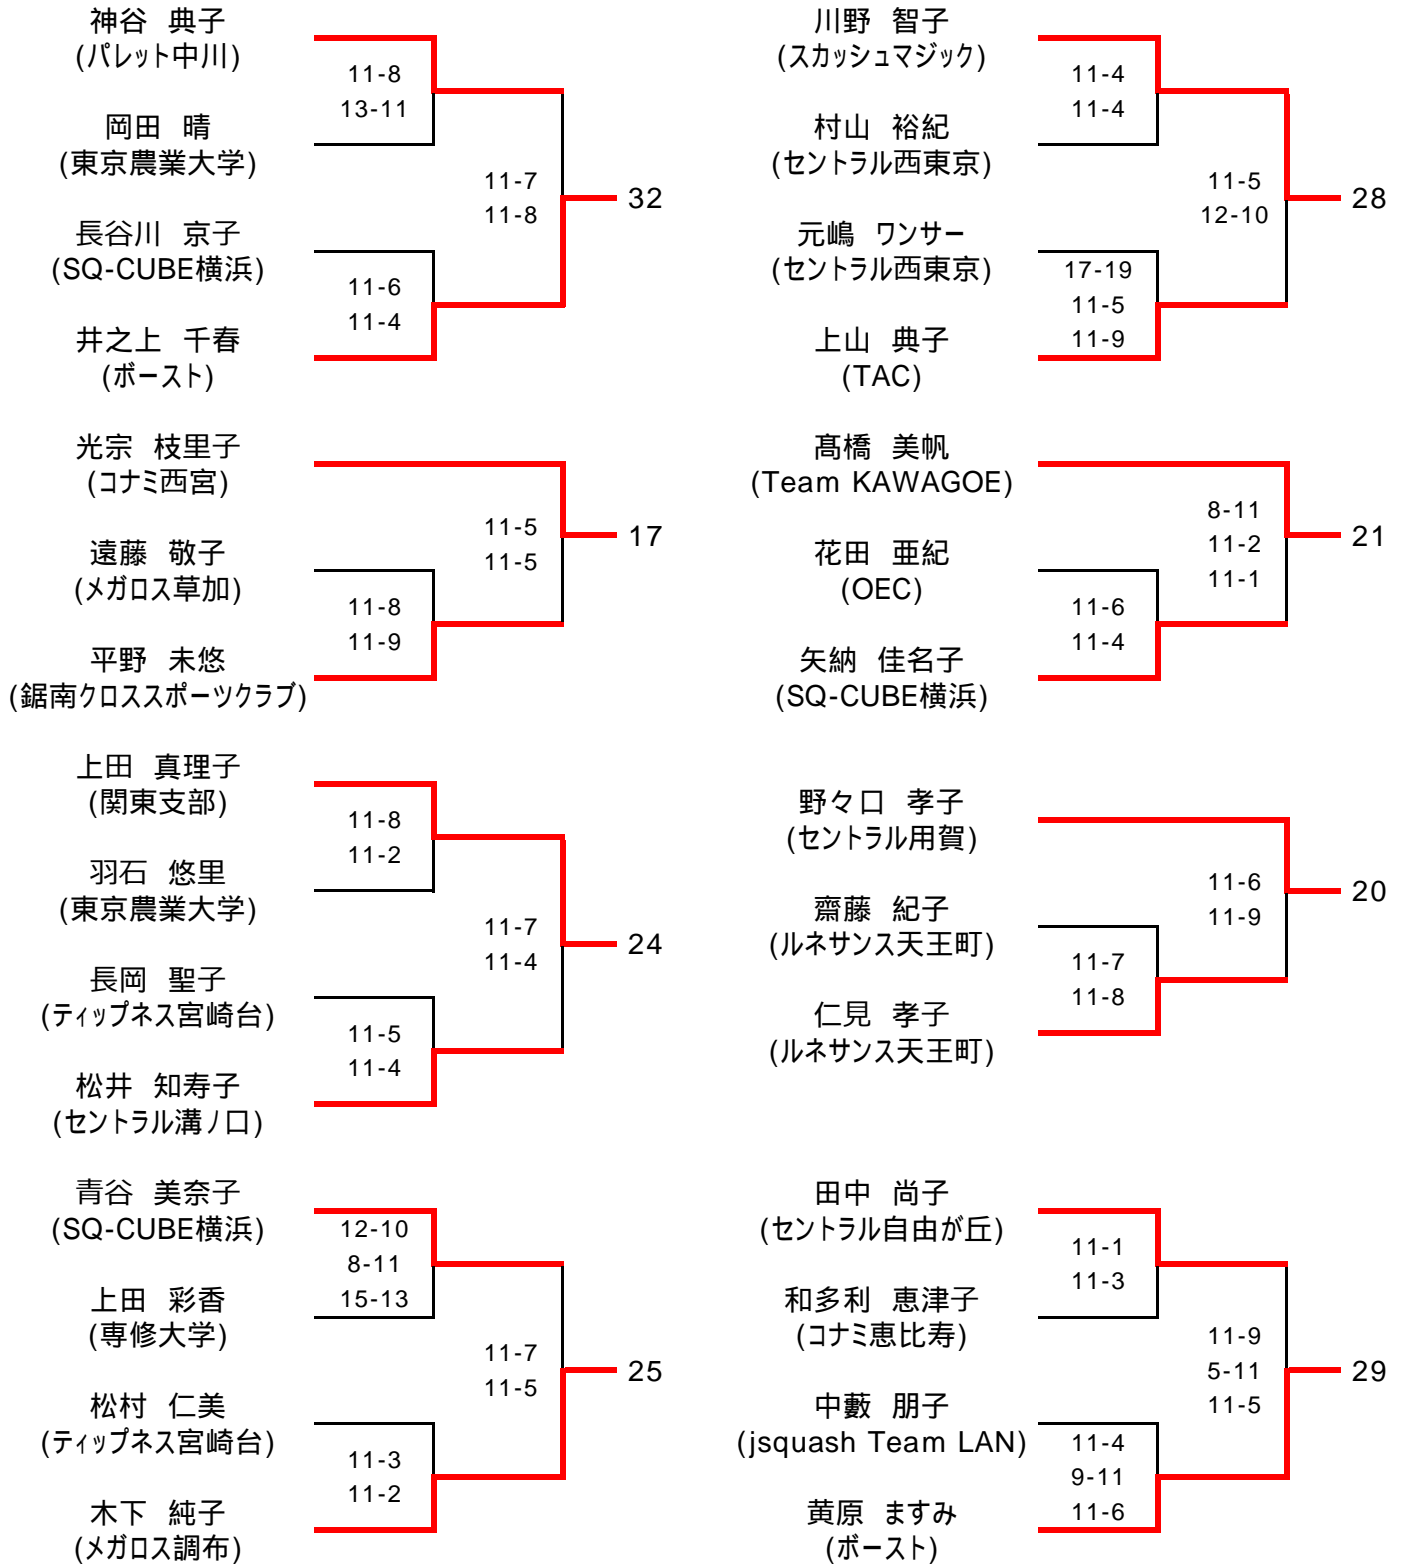 神谷 典子
(パレット中川)
11-8
13-11
岡田 晴
(東京農業大学)
11-7
11-8
32
長谷川 京子
(SQ-CUBE横浜)
11-6
11-4
井之上 千春
(ボースト)
光宗 枝里子
(コナミ西宮)
11-5
11-5
17
遠藤 敬子
(メガロス草加)
11-8
11-9
平野 未悠
(鋸南クロススポーツクラブ)
上田 真理子
(関東支部)
11-8
11-2
羽石 悠里
(東京農業大学)
11-7
11-4
24
長岡 聖子
(ティップネス宮崎台)
11-5
11-4
松井 知寿子
(セントラル溝ノ口)
青谷 美奈子
(SQ-CUBE横浜)
12-10
8-11
15-13
上田 彩香
(専修大学)
11-7
11-5
25
松村 仁美
(ティップネス宮崎台)
11-3
11-2
木下 純子
(メガロス調布)
川野 智子
(スカッシュマジック)
11-4
11-4
村山 裕紀
(セントラル西東京)
11-5
12-10
28
元嶋 ワンサー
(セントラル西東京)
17-19
11-5
11-9
上山 典子
(TAC)
髙橋 美帆
(Team KAWAGOE)
8-11
11-2
11-1
21
花田 亜紀
(OEC)
11-6
11-4
矢納 佳名子
(SQ-CUBE横浜)
野々口 孝子
(セントラル用賀)
11-6
11-9
20
齋藤 紀子
(ルネサンス天王町)
11-7
11-8
仁見 孝子
(ルネサンス天王町)
田中 尚子
(セントラル自由が丘)
11-1
11-3
和多利 恵津子
(コナミ恵比寿)
11-9
5-11
11-5
29
中藪 朋子
(jsquash Team LAN)
11-4
9-11
11-6
黄原 ますみ
(ボースト)